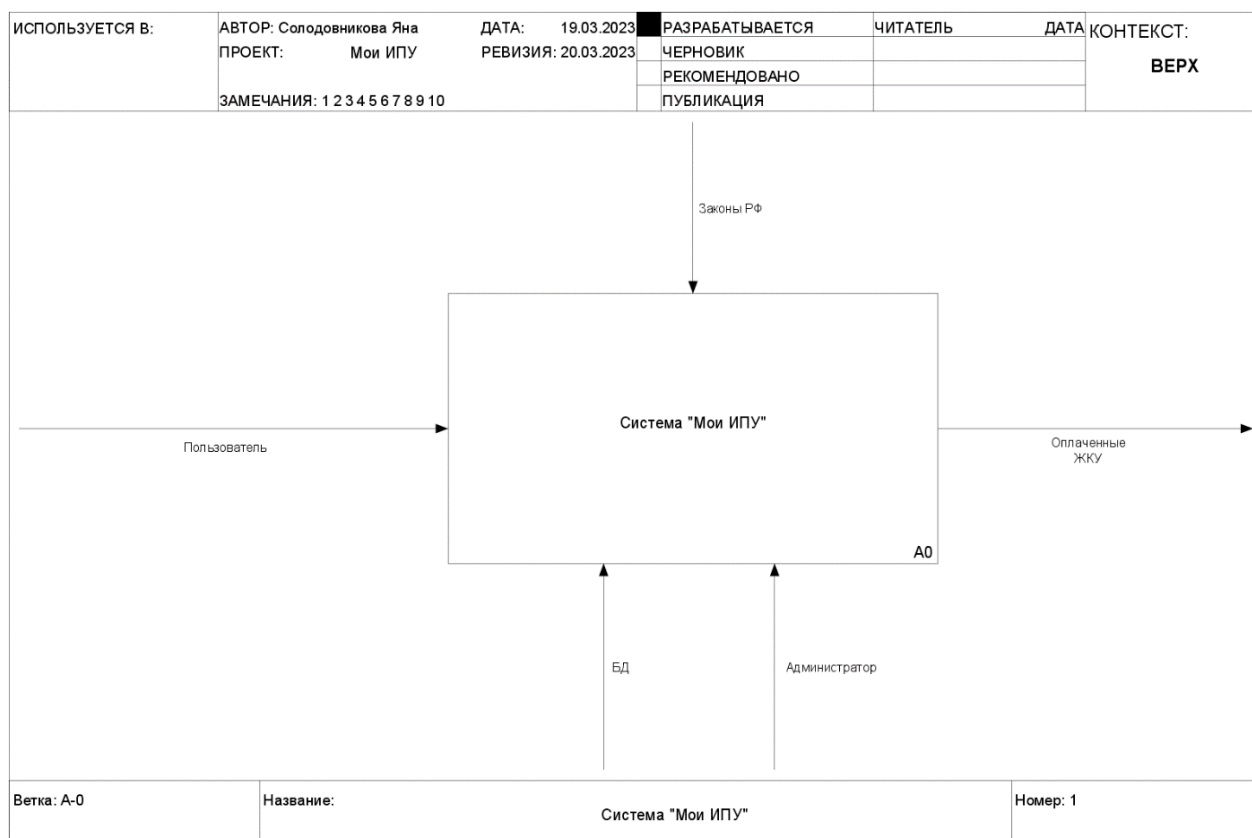 ИСПОЛЬЗУЕТСЯ В:
АВТОР: Солодовникова Яна
ДАТА: 19.03.2023
ПРОЕКТ: Мои ИПУ
РЕВИЗИЯ: 20.03.2023
ЗАМЕЧАНИЯ: 1 2 3 4 5 6 7 8 9 10
РАЗРАБАТЫВАЕТСЯ
ЧЕРНОВИК
РЕКОМЕНДОВАНО
ПУБЛИКАЦИЯ
ЧИТАТЕЛЬ ДАТА
КОНТЕКСТ:
ВЕРХ
Законы РФ
Система "Мои ИПУ"
Пользователь
Оплаченные
ЖКУ
A0
БД
Администратор
Ветка: A-0
Название:
Система "Мои ИПУ"
Номер: 1